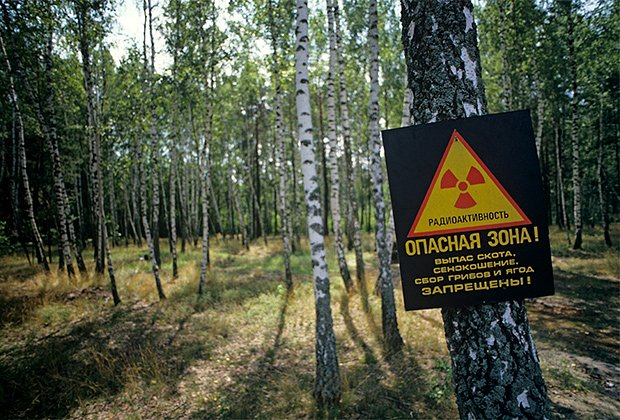 РАДИОАКТИВНОСТЬ
ОПАСНАЯ ЗОНА!
ВЫПАС СКОТА,
СЕНОКОШЕНИЕ,
СБОР ГРИБОВ И ЯГОД
ЗАПРЕЩЕНЫ!